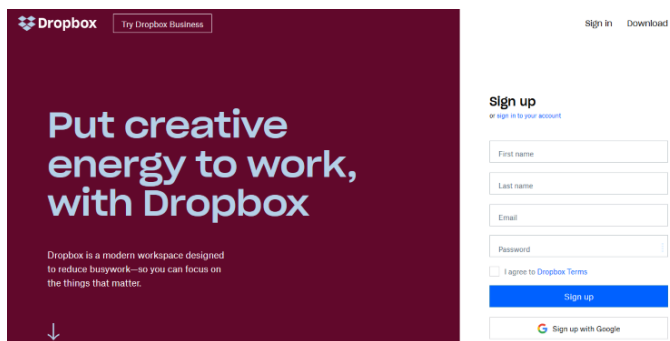 Dropbox
Try Dropbox Business
Sign in
Download
Put creative
energy to work,
with Dropbox
Dropbox is a modern workspace designed
to reduce busywork—so you can focus on
the things that matter.
Sign up
or sign in to your account
First name
Last name
Email
Password
I agree to Dropbox Terms
Sign up
G Sign up with Google